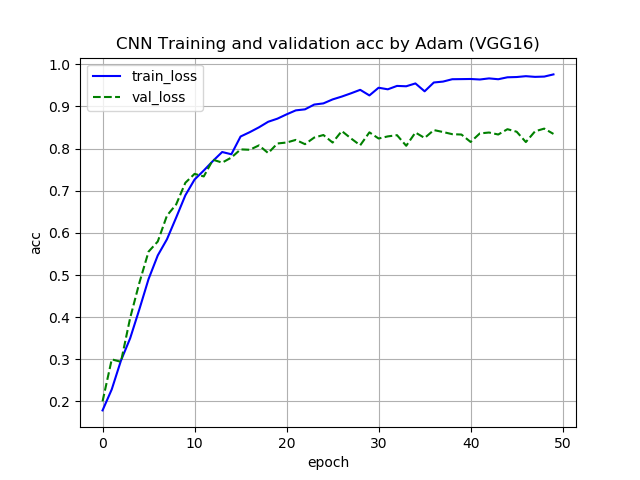 CNN Training and validation acc by Adam (VGG16)
train_loss
val_loss
1.0
0.9
0.8
0.7
0.6
0.5
0.4
0.3
0.2
acc
0 10 20 30 40 50
epoch